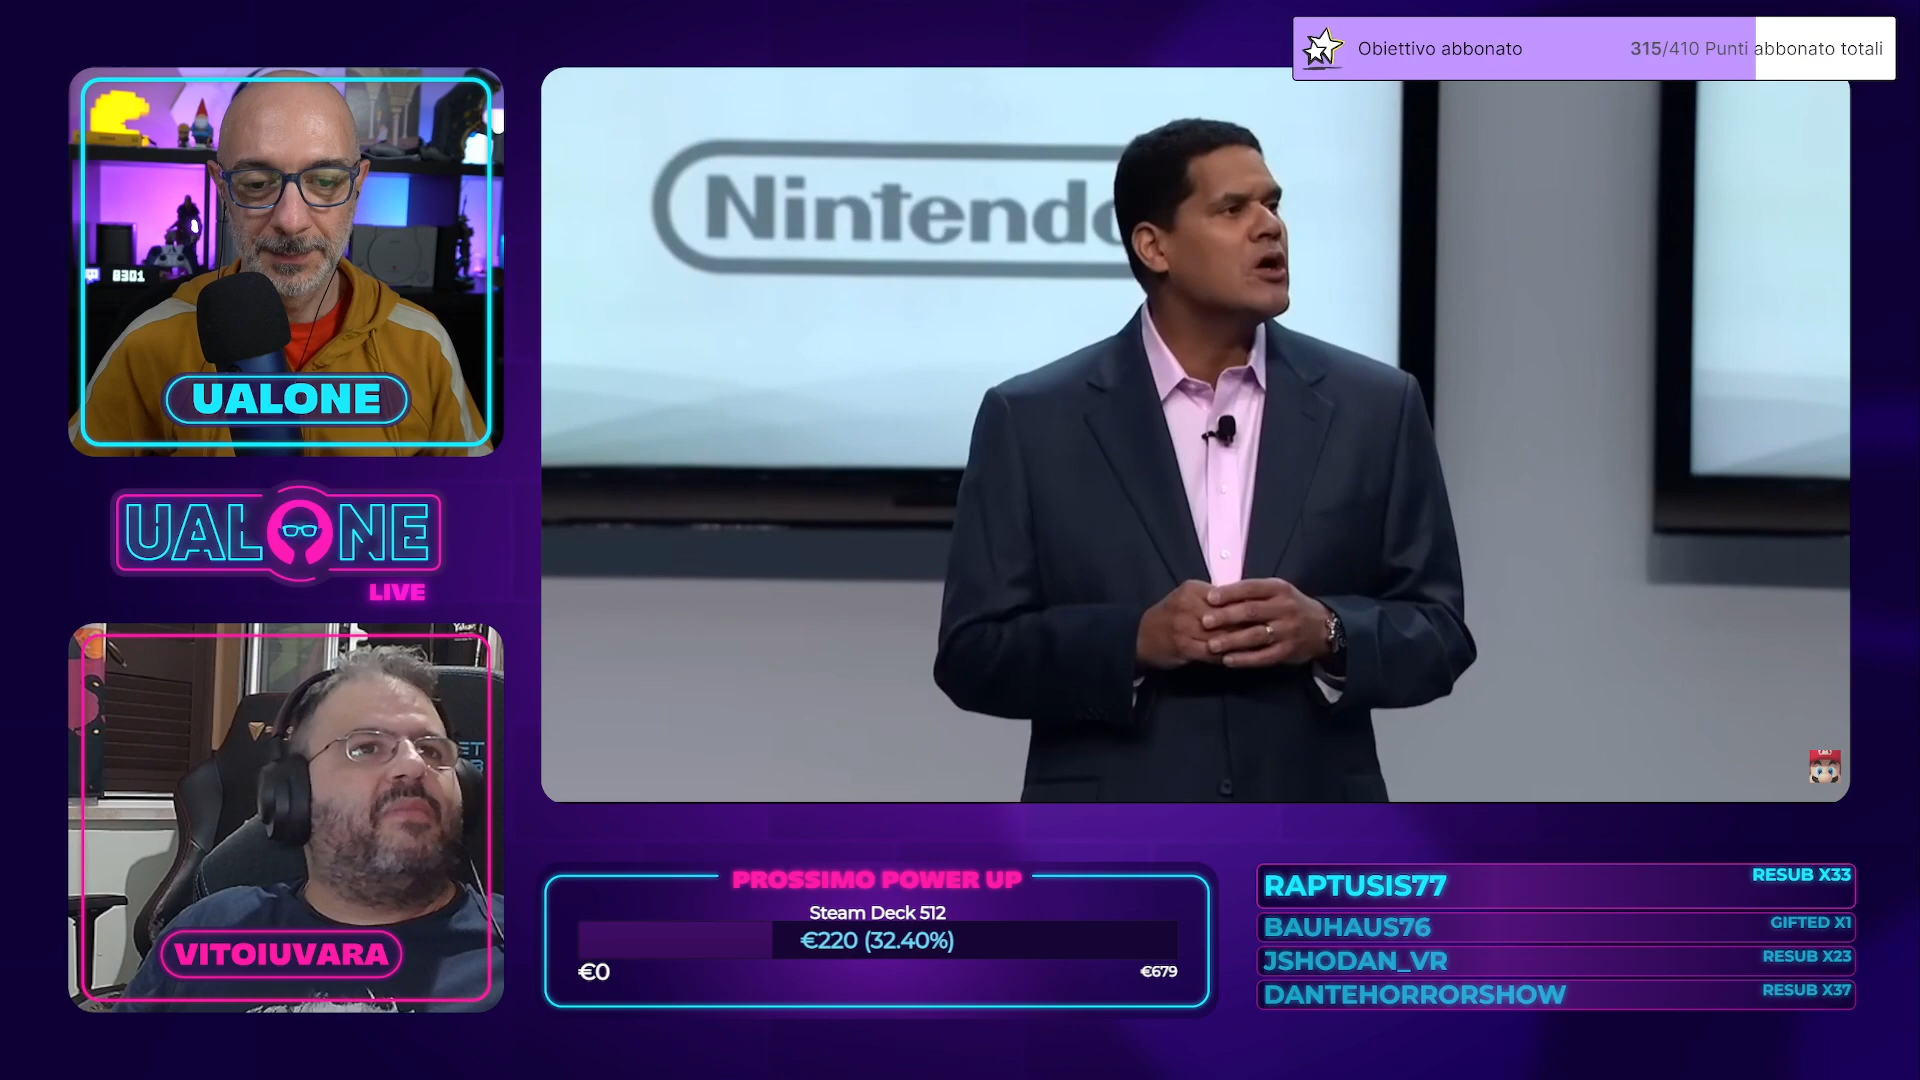 Obiettivo abbonato
315/410 Punti abbonato totali
Nintendo
8301
UALONE
UALONE
LIVE
VITOIUVARA
PROSSIMO POWER UP
Steam Deck 512
€220 (32.40%)
€0
€679
RAPTUSIS77
RESUB X33
BAUHAUS76
GIFTED X1
JSHODAN_VR
RESUB X23
DANTEHORRORSHOW
RESUB X37